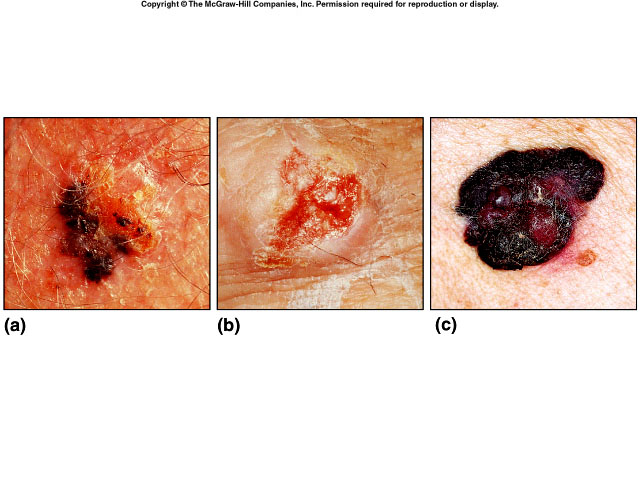 Copyright © The McGraw-Hill Companies, Inc. Permission required for reproduction or display.
(a)
(b)
(c)